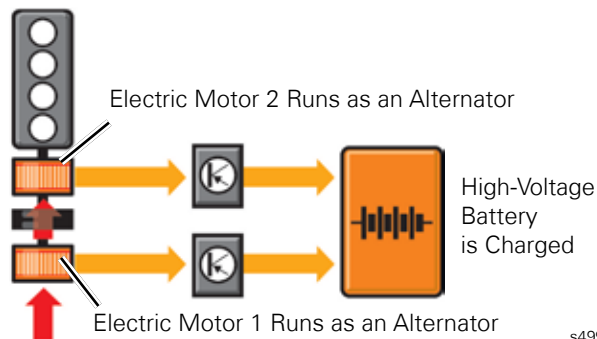 Electric Motor 2 Runs as an Alternator
High-Voltage
Battery
is Charged
Electric Motor 1 Runs as an Alternator